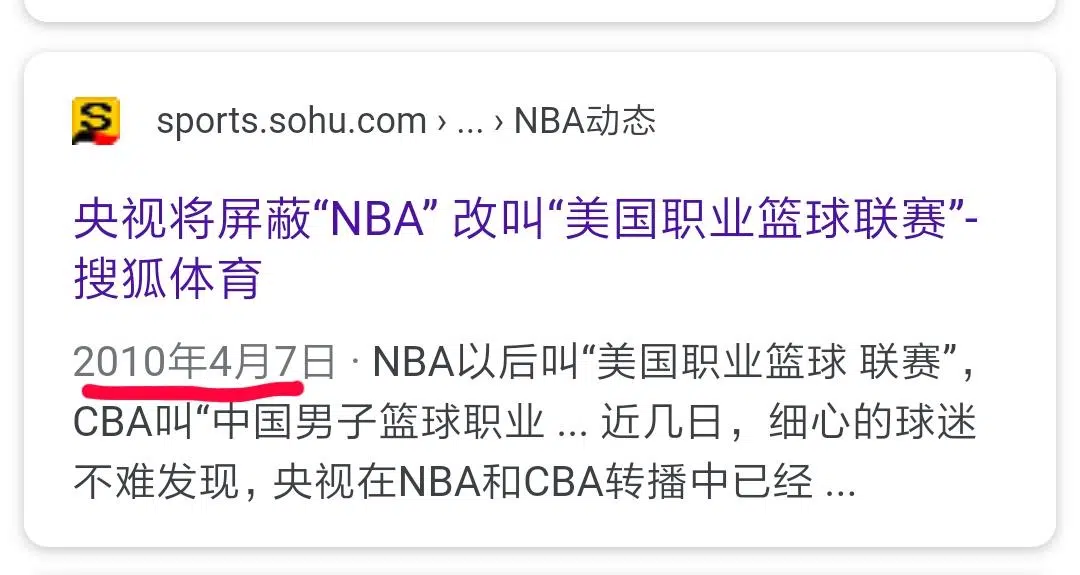 sports.sohu.com › ... › NBA动态
央视将屏蔽“NBA” 改叫“美国职业篮球联赛”-
搜狐体育
2010年4月7日 · NBA以后叫“美国职业篮球 联赛”，
CBA叫“中国男子篮球职业 ... 近几日，细心的球迷
不难发现, 央视在NBA和CBA转播中已经 ...